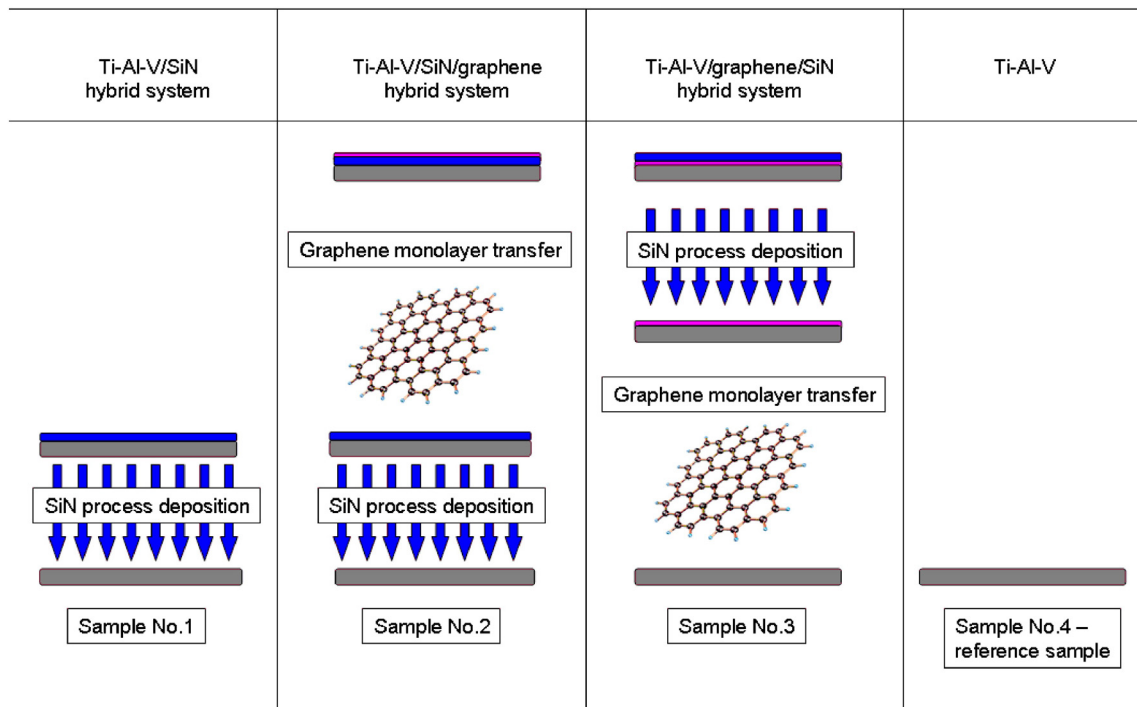 Ti-Al-V/SiN
hybrid system
Ti-Al-V/SiN/graphene
hybrid system
Ti-Al-V/graphene/SiN
hybrid system
Ti-Al-V
SiN process deposition
Sample No.1
Graphene monolayer transfer
SiN process deposition
Sample No.2
SiN process deposition
Graphene monolayer transfer
Sample No.3
Sample No.4 –
reference sample